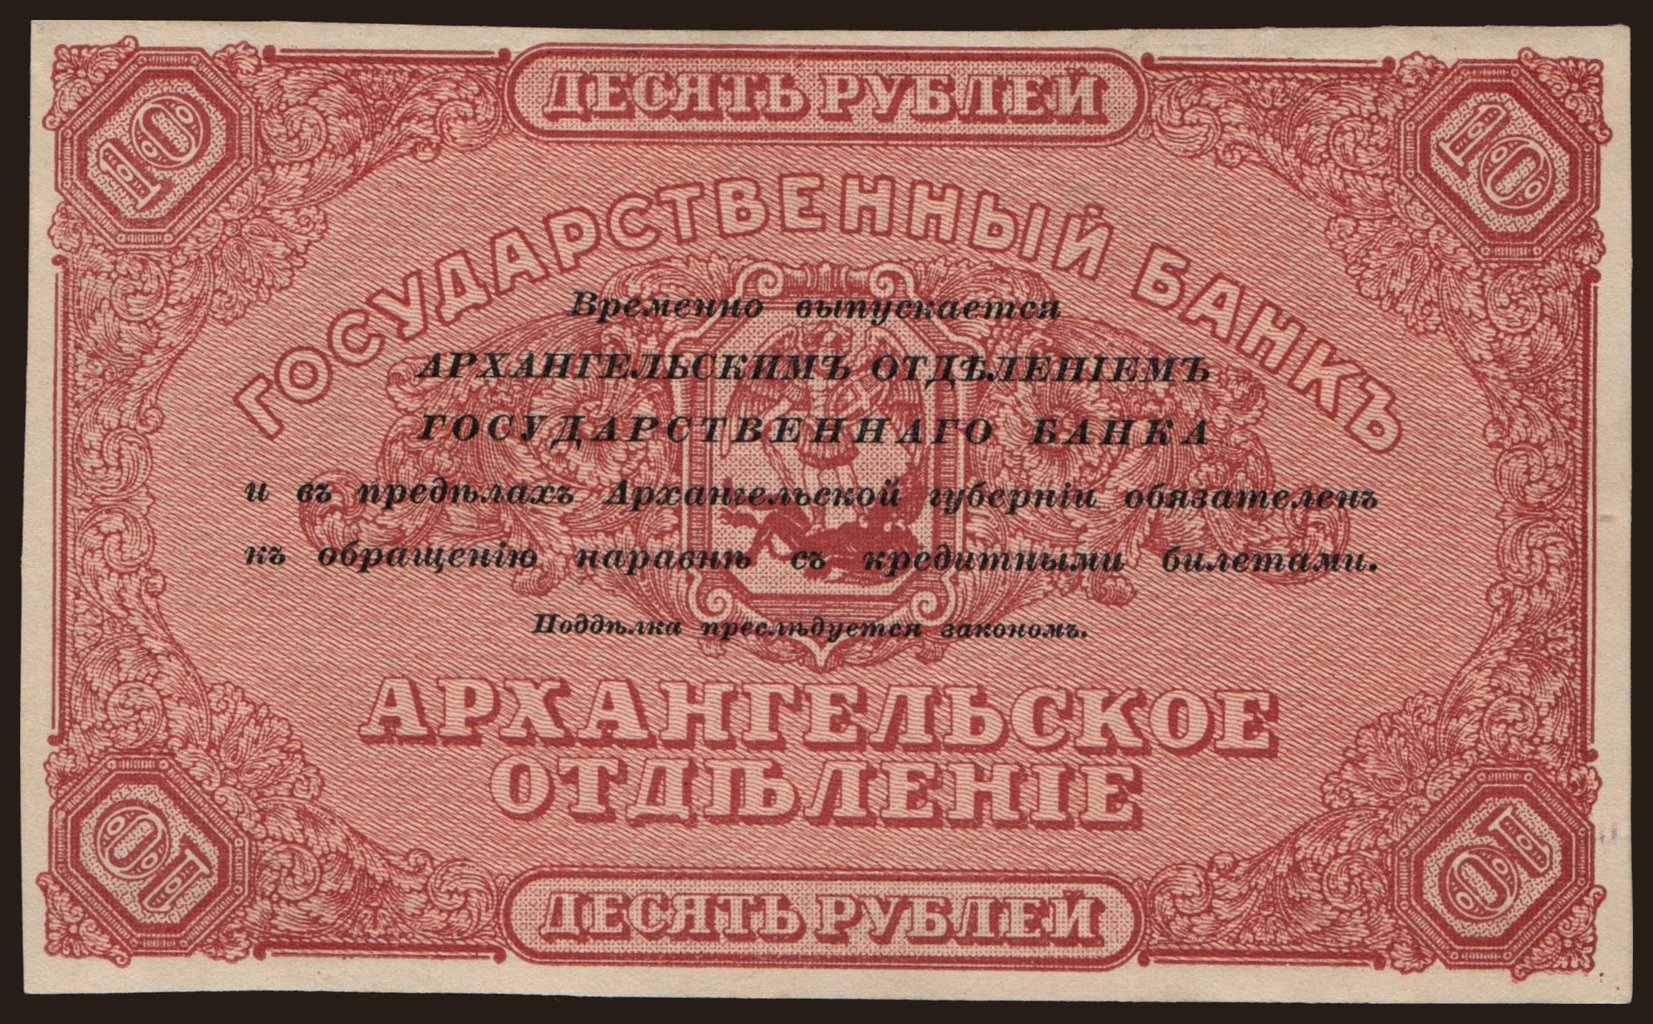 10 ДЕСЯТЬ РУБЛЕЙ 10
ГОСУДАРСТВЕННЫЙ БАНКЪ
Временно выпускается
АРХАНГЕЛЬСКИМЪ ОТДѢЛЕНІЕМЪ
ГОСУДАРСТВЕННАГО БАНКА
и въ предѣлахъ Архангельской губерніи обязателенъ
къ обращенію наравнѣ съ кредитными билетами.
Поддѣлка преслѣдуется закономъ.
АРХАНГЕЛЬСКОЕ
ОТДѢЛЕНІЕ
10 ДЕСЯТЬ РУБЛЕЙ 10